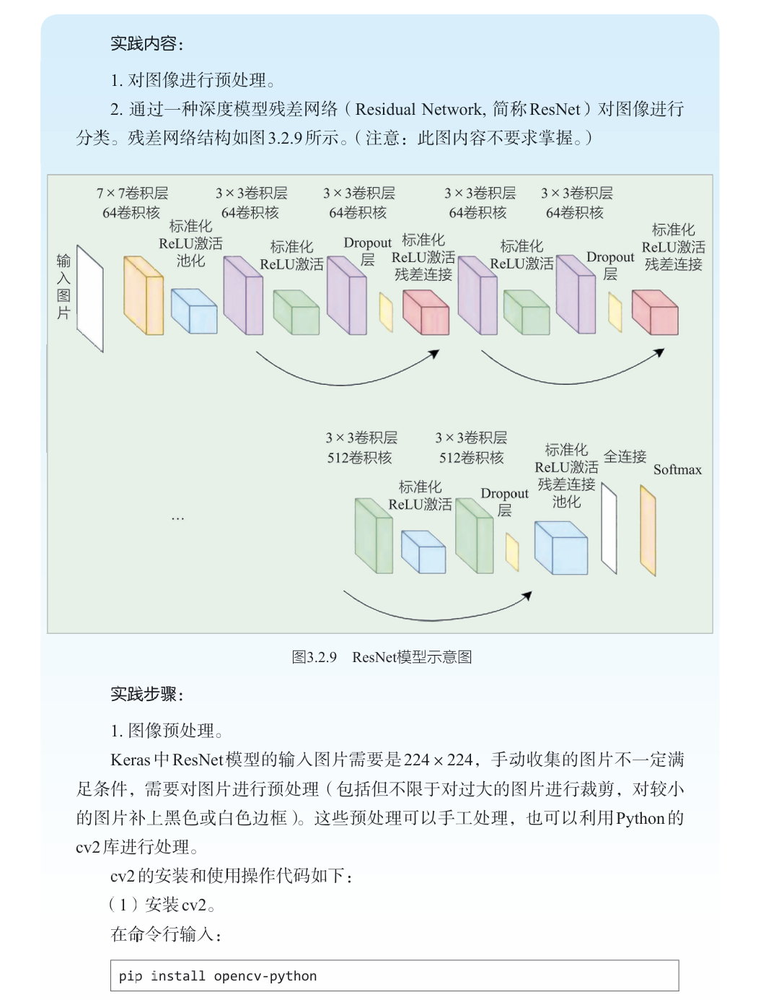 实践内容：
1. 对图像进行预处理。
2. 通过一种深度模型残差网络（Residual Network, 简称ResNet）对图像进行
分类。残差网络结构如图3.2.9所示。（注意：此图内容不要求掌握。）
7×7卷积层
64卷积核
3×3卷积层
64卷积核
3×3卷积层
64卷积核
3×3卷积层
64卷积核
3×3卷积层
64卷积核
输入图片
标准化
ReLU激活
池化
标准化
ReLU激活
Dropout
层
标准化
ReLU激活
残差连接
标准化
ReLU激活
Dropout
层
标准化
ReLU激活
残差连接
3×3卷积层
512卷积核
3×3卷积层
512卷积核
...
标准化
ReLU激活
Dropout
层
标准化
ReLU激活
残差连接
池化
全连接
Softmax
图3.2.9 ResNet模型示意图
实践步骤：
1. 图像预处理。
Keras中ResNet模型的输入图片需要是224×224，手动收集的图片不一定满
足条件，需要对图片进行预处理（包括但不限于对过大的图片进行裁剪，对较小
的图片补上黑色或白色边框）。这些预处理可以手工处理，也可以利用Python的
cv2库进行处理。
cv2的安装和使用操作代码如下：
（1）安装cv2。
在命令行输入：
pip install opencv-python